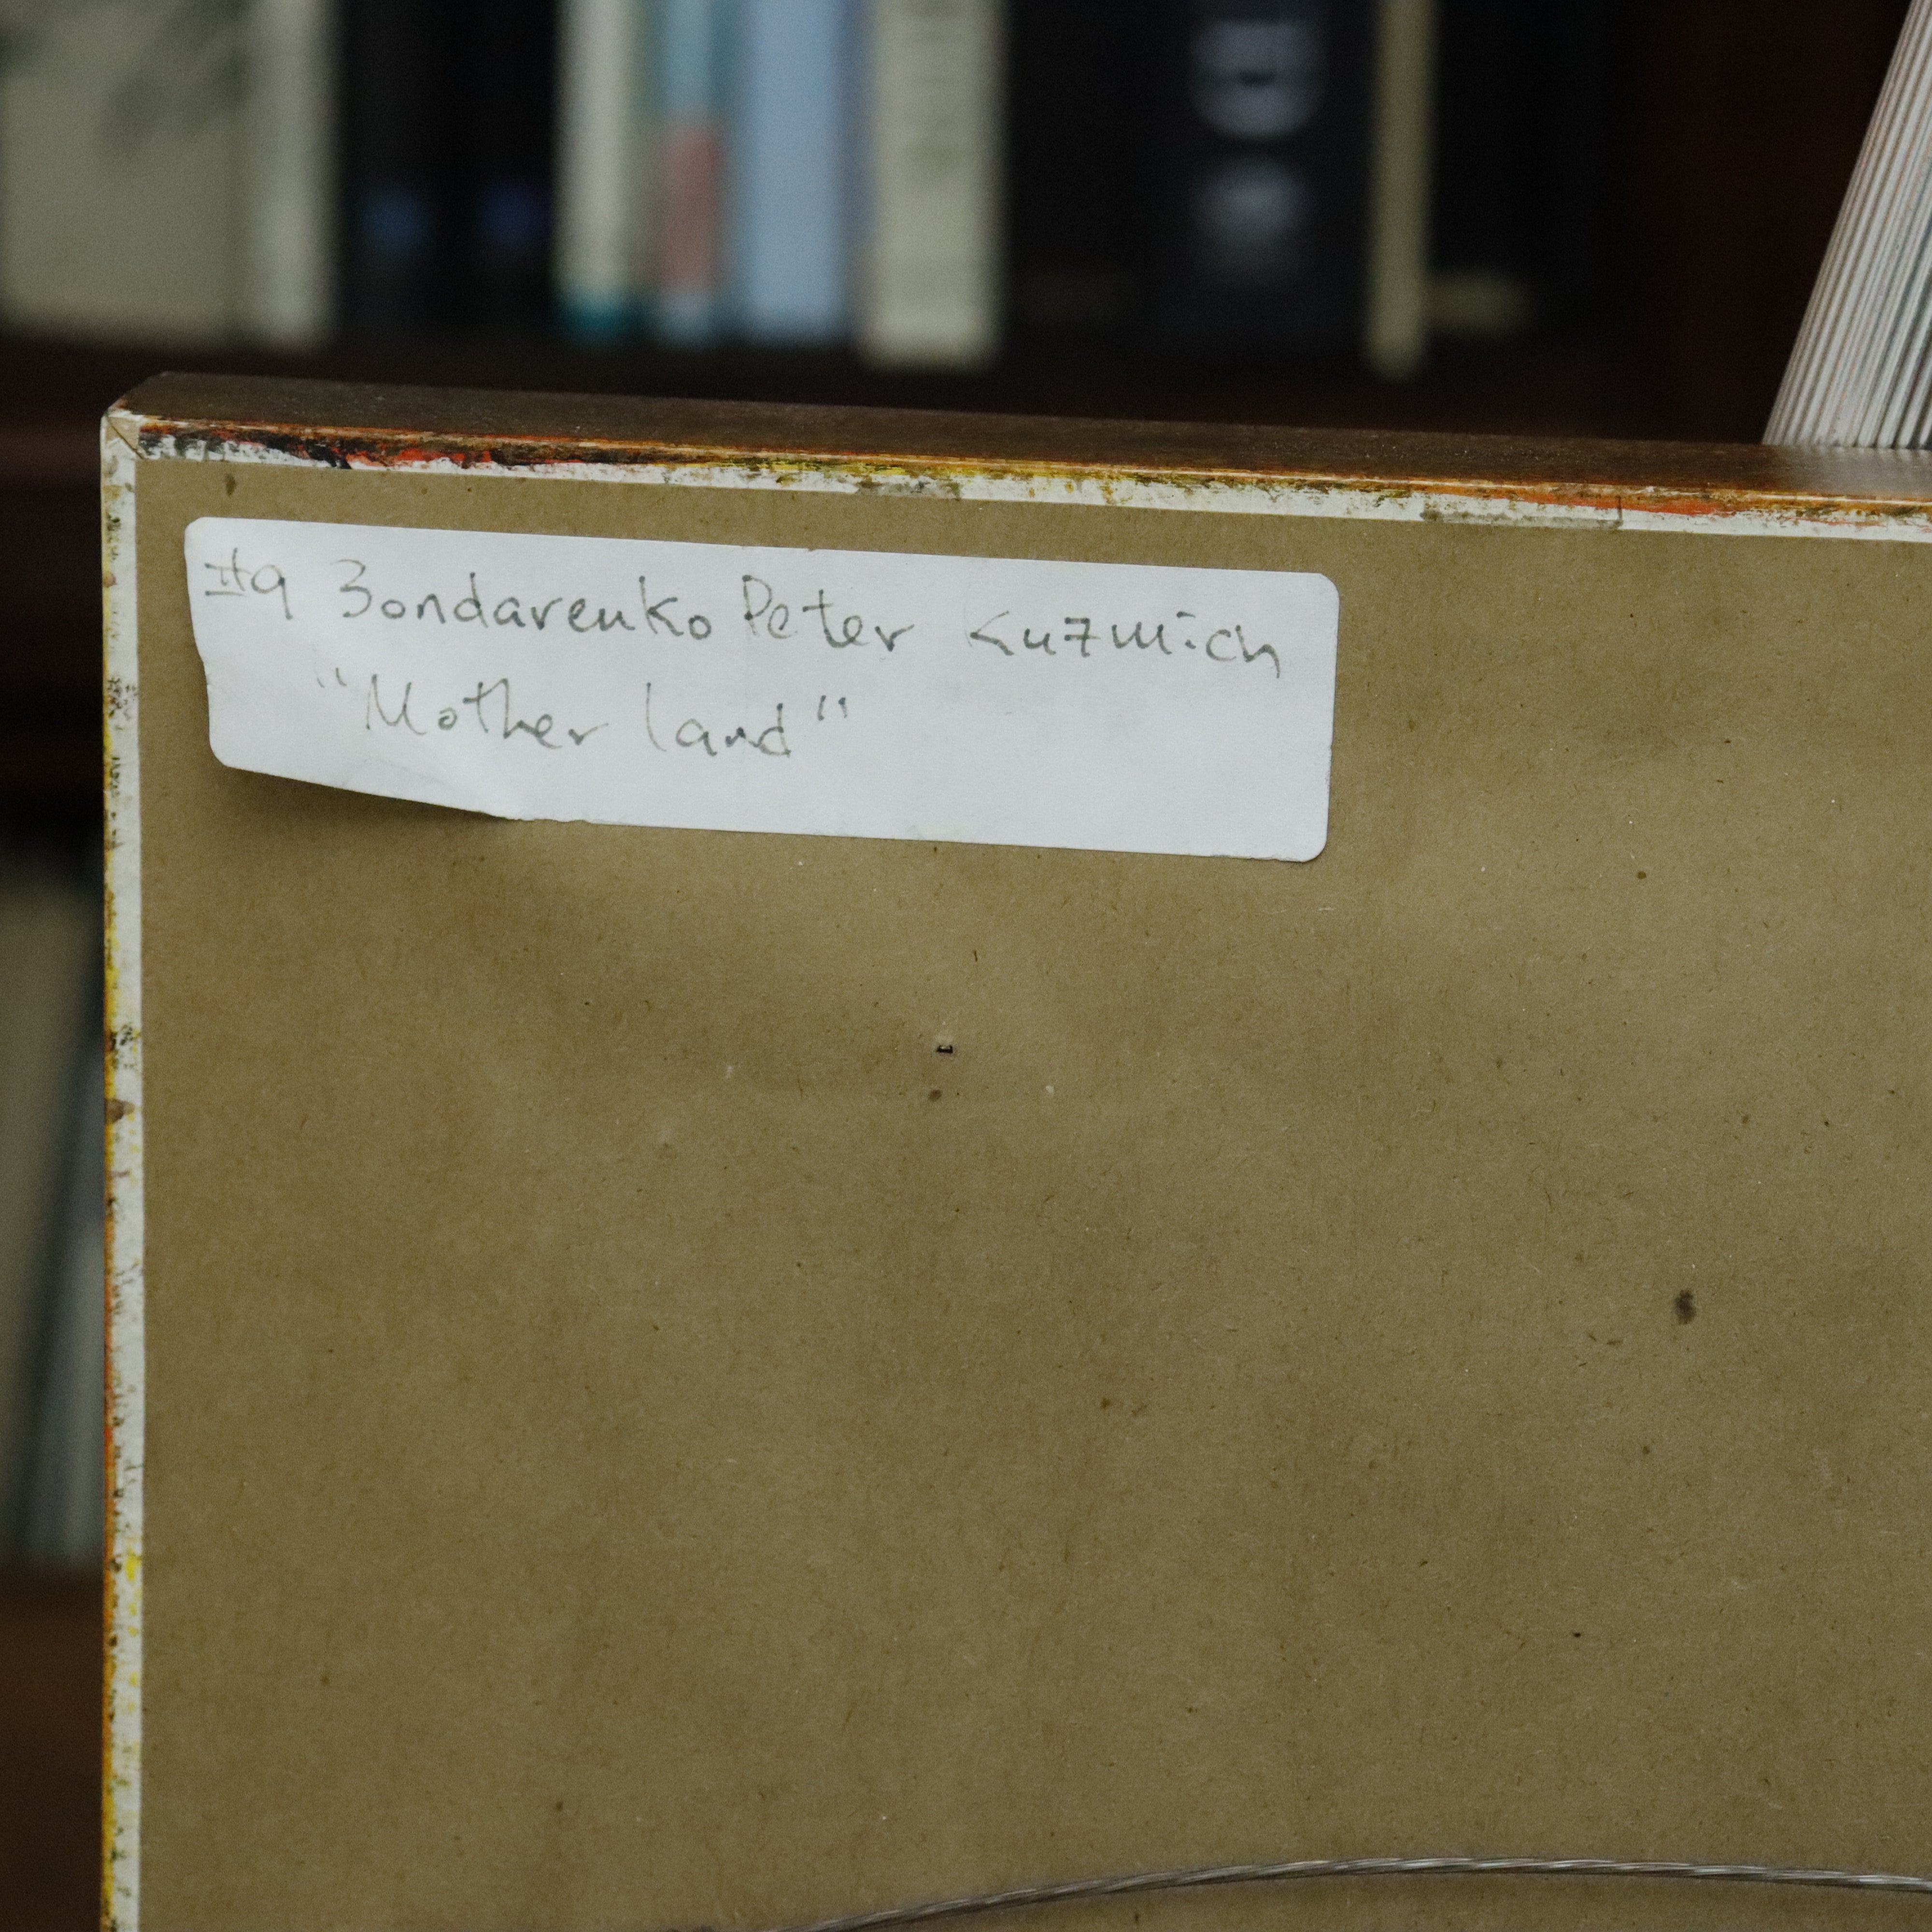 #9 Bondarenko Peter Kuzmich
"Mother land"